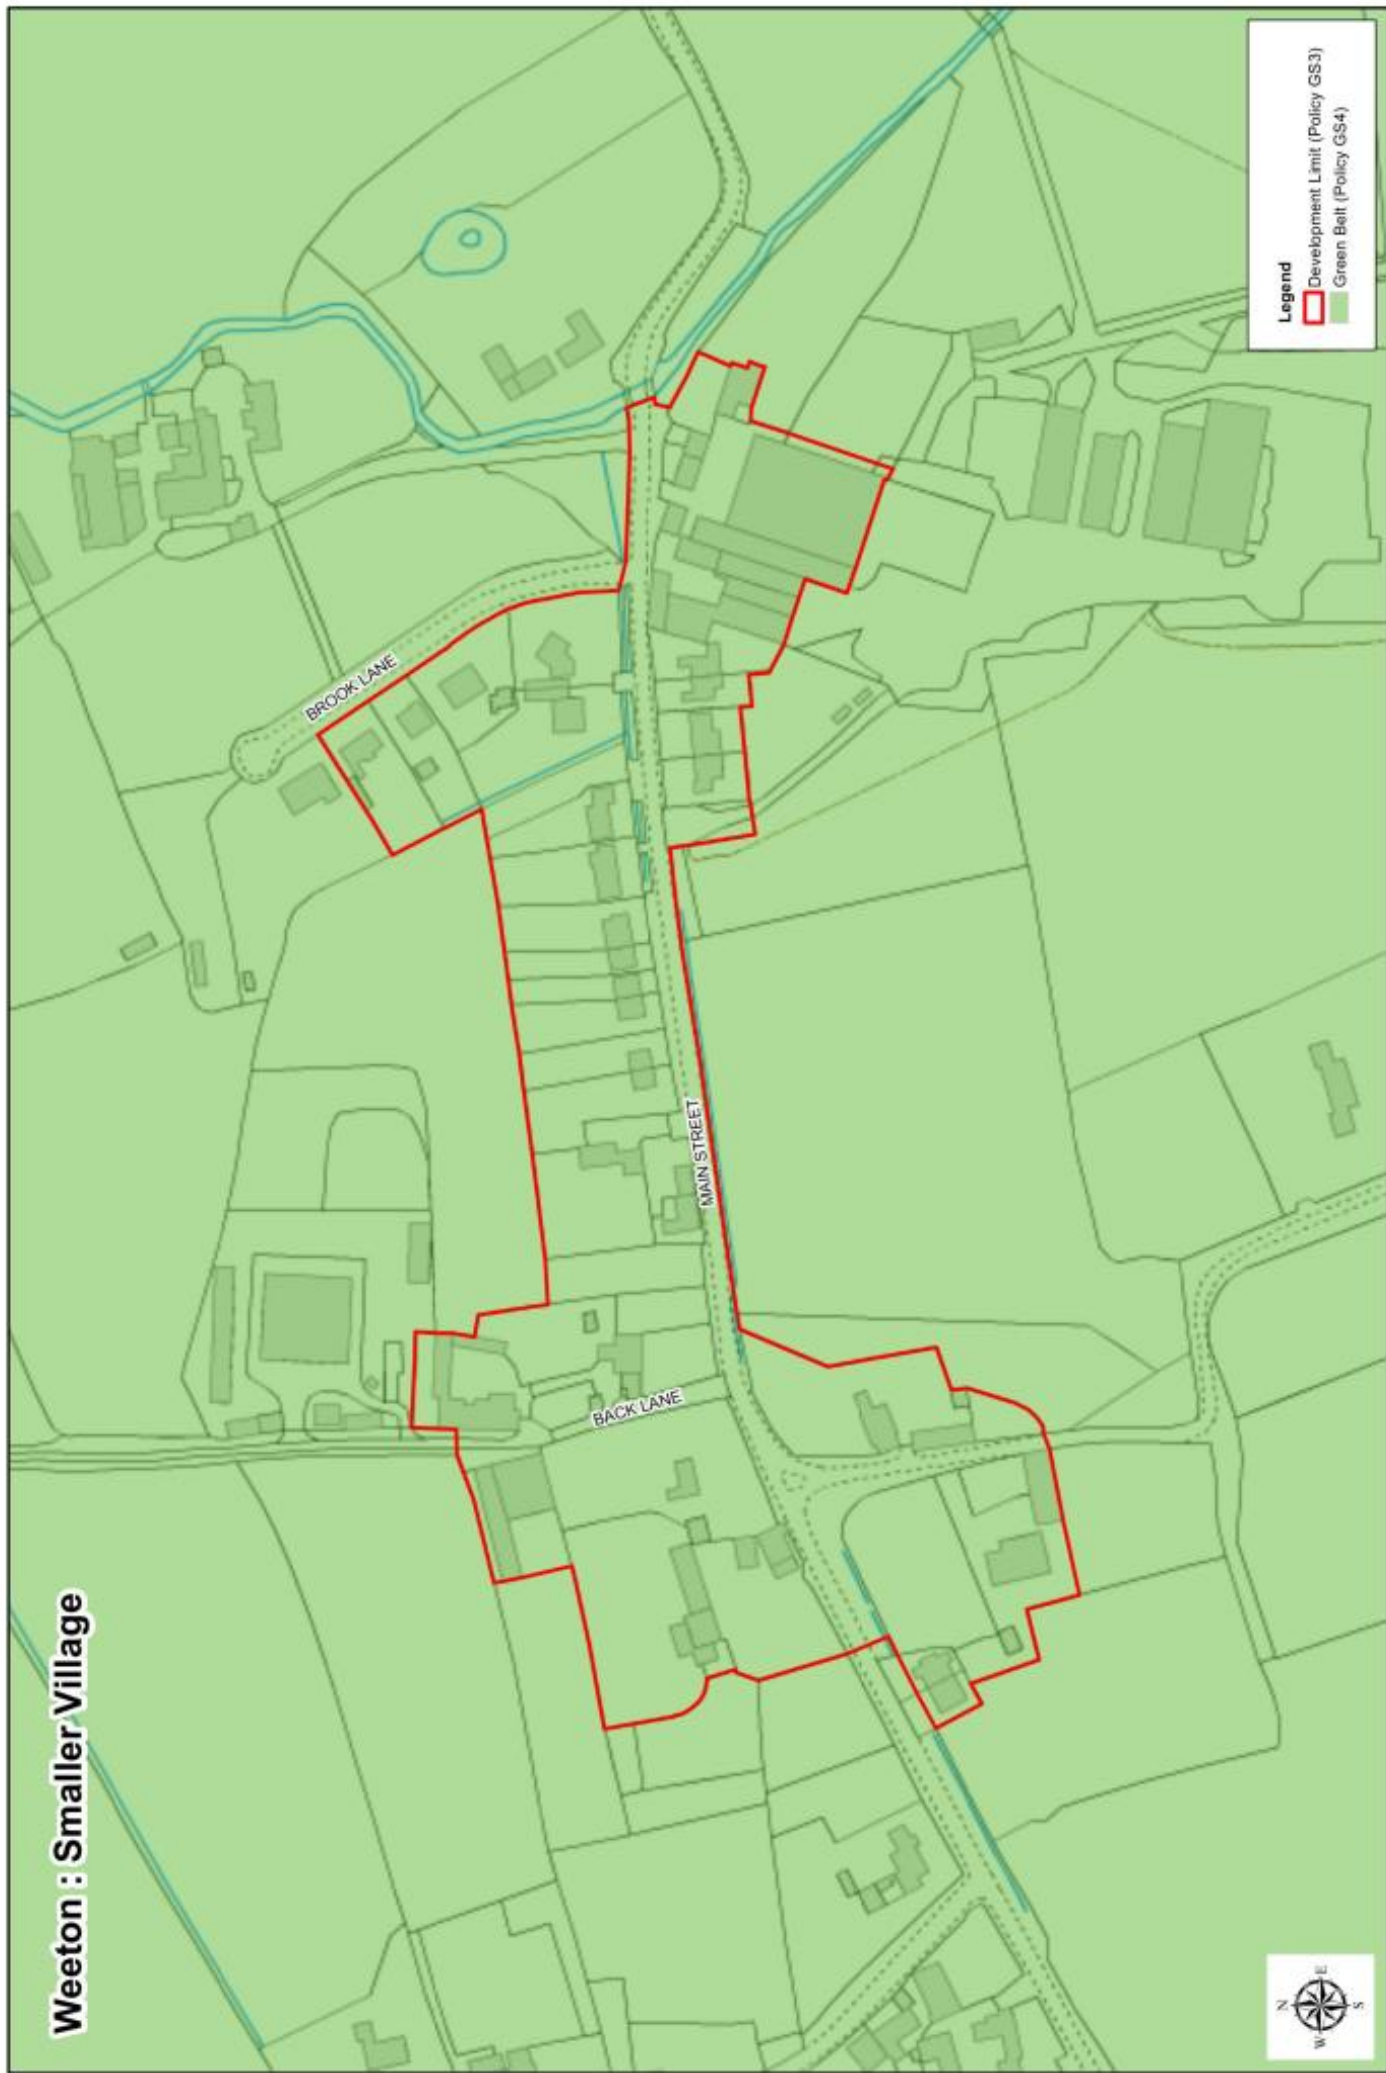 Weeton : Smaller Village
BROOK LANE
MAIN STREET
BACK LANE
Legend
Development Limit (Policy GS3)
Green Belt (Policy GS4)
N
W E
S